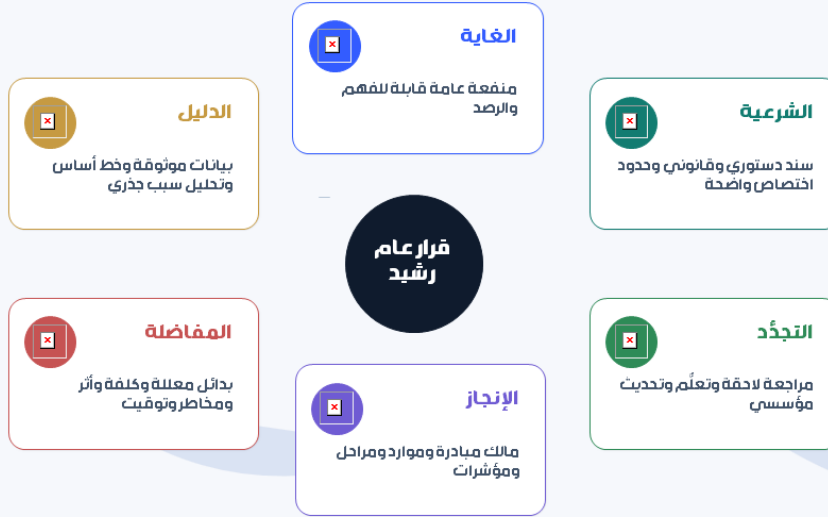 الغاية
منفعة عامة قابلة للفهم
والرصد
الشرعية
سند دستوري وقانوني وحدود
اختصاص واضحة
الدليل
بيانات موثوقة وخط أساس
وتحليل سبب جذري
قرار عام
رشيد
التجدُّد
مراجعة لاحقة وتعلُّم وتحديث
مؤسسي
المفاضلة
بدائل معللة وكلفة وأثر
ومخاطر وتوقيت
الإنجاز
مالك مبادرة وموارد ومراحل
ومؤشرات